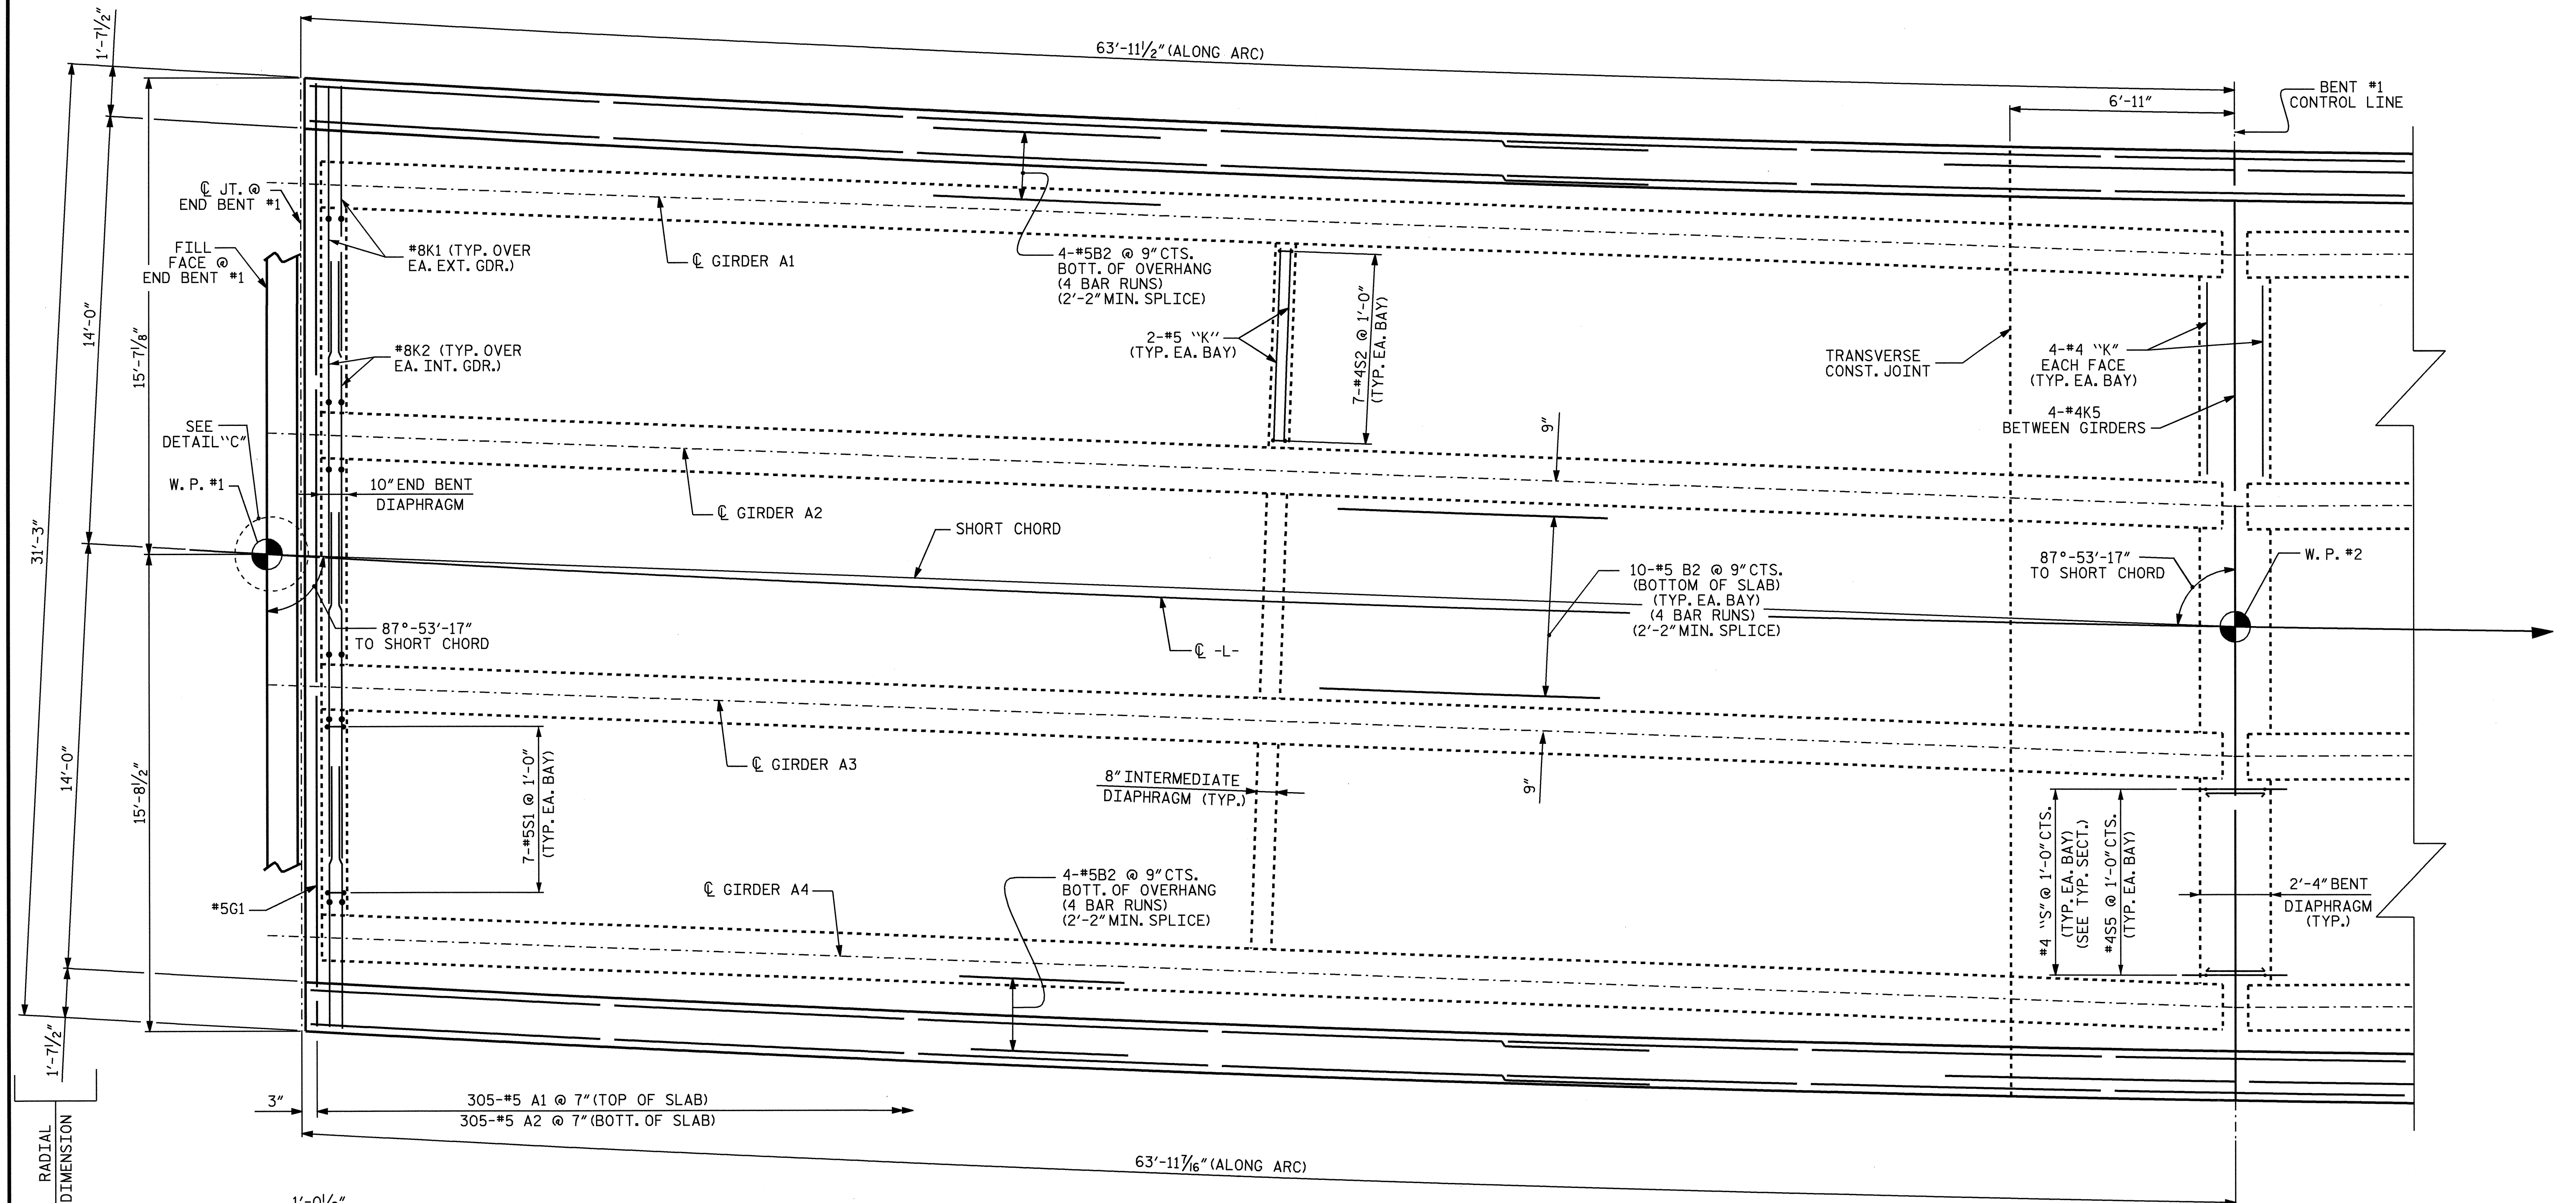 1'-7½"
63'-11½" (ALONG ARC)
BENT #1
CONTROL LINE
6'-11"
℄ JT. @
END BENT #1
FILL
FACE @
END BENT #1
#8K1 (TYP. OVER
EA. EXT. GDR.)
℄ GIRDER A1
4-#5B2 @ 9" CTS.
BOTT. OF OVERHANG
(4 BAR RUNS)
(2'-2" MIN. SPLICE)
14'-0"
15'-7⅛"
#8K2 (TYP. OVER
EA. INT. GDR.)
2-#5 "K"
(TYP. EA. BAY)
7-#4S2 @ 1'-0"
(TYP. EA. BAY)
TRANSVERSE
CONST. JOINT
4-#4 "K"
EACH FACE
(TYP. EA. BAY)
4-#4K5
BETWEEN GIRDERS
9"
SEE
DETAIL "C"
W. P. #1
10" END BENT
DIAPHRAGM
℄ GIRDER A2
SHORT CHORD
31'-3"
10-#5 B2 @ 9" CTS.
(BOTTOM OF SLAB)
(TYP. EA. BAY)
(4 BAR RUNS)
(2'-2" MIN. SPLICE)
87°-53'-17"
TO SHORT CHORD
W. P. #2
87°-53'-17"
TO SHORT CHORD
℄ -L-
14'-0"
15'-8½"
℄ GIRDER A3
7-#5S1 @ 1'-0"
(TYP. EA. BAY)
8" INTERMEDIATE
DIAPHRAGM (TYP.)
9"
#4 "S" @ 1'-0" CTS.
(TYP. EA. BAY)
(SEE TYP. SECT.)
#4S5 @ 1'-0" CTS.
(TYP. EA. BAY)
2'-4" BENT
DIAPHRAGM
(TYP.)
#5G1
℄ GIRDER A4
4-#5B2 @ 9" CTS.
BOTT. OF OVERHANG
(4 BAR RUNS)
(2'-2" MIN. SPLICE)
1'-7½"
3"
305-#5 A1 @ 7" (TOP OF SLAB)
305-#5 A2 @ 7" (BOTT. OF SLAB)
RADIAL
DIMENSION
63'-11⁷⁄₁₆" (ALONG ARC)
1'-0½"